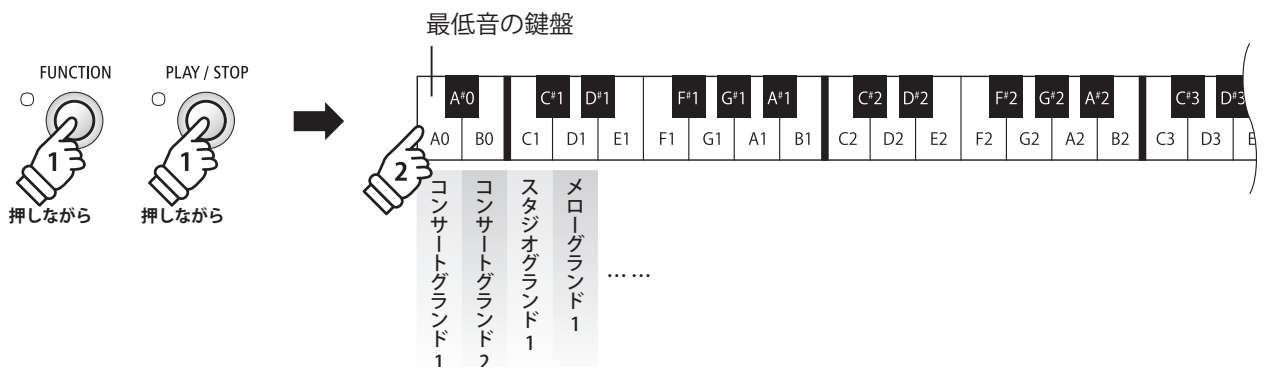 最低音の鍵盤
FUNCTION
PLAY / STOP
1
1
押しながら
押しながら
2
A#0 C#1 D#1 F#1 G#1 A#1 C#2 D#2 F#2 G#2 A#2 C#3 D#3
A0 B0 C1 D1 E1 F1 G1 A1 B1 C2 D2 E2 F2 G2 A2 B2 C3 D3 E
コンサートグランド1
コンサートグランド2
スタジオグランド1
メローグランド1
……